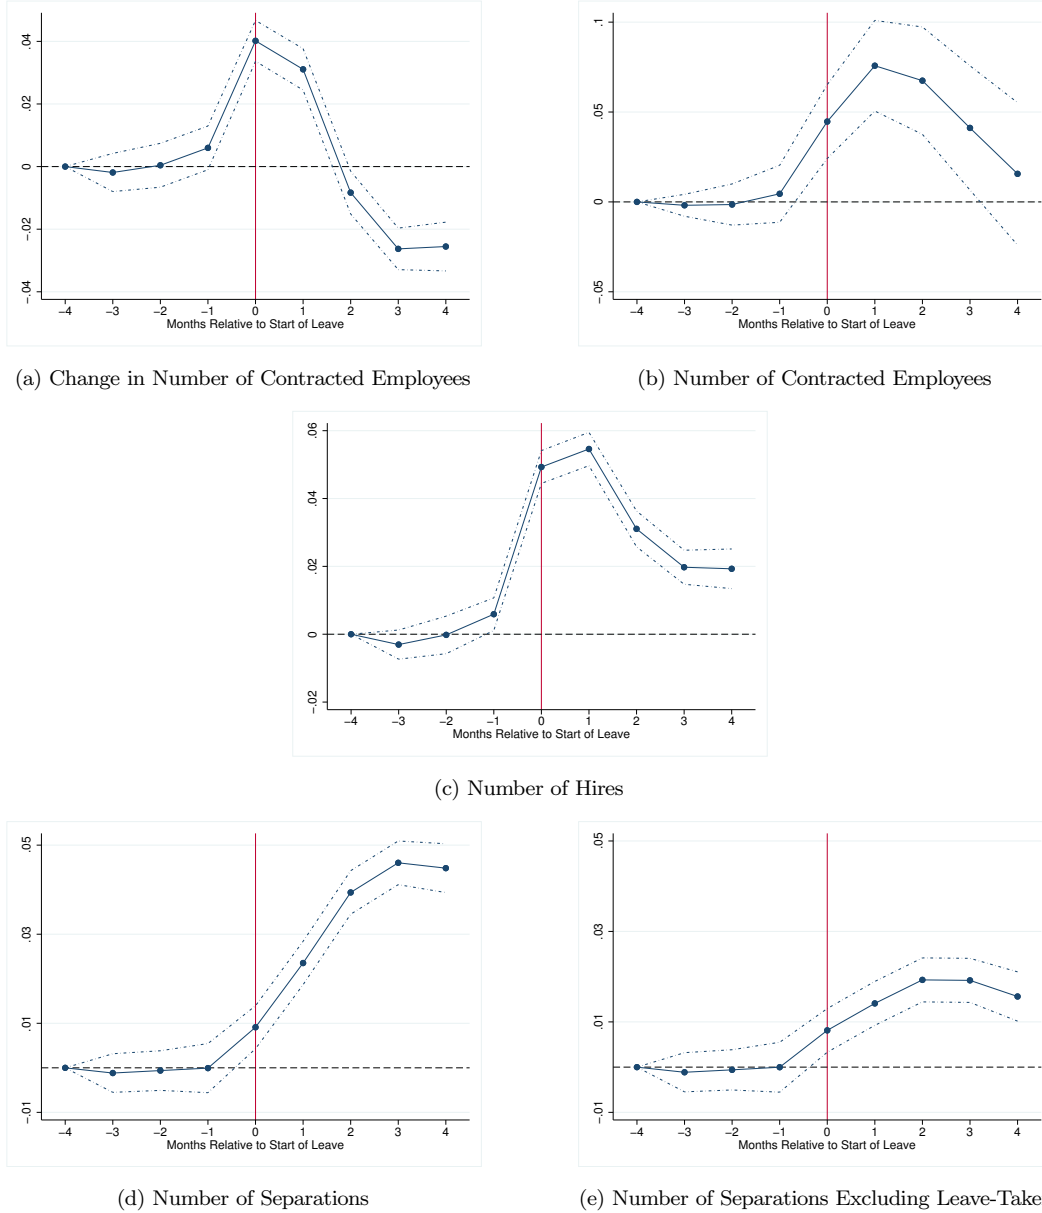 .04
.02
0
-.02
-.04
−4 −3 −2 −1 0 1 2 3 4
Months Relative to Start of Leave
(a) Change in Number of Contracted Employees
.1
.05
0
-.05
−4 −3 −2 −1 0 1 2 3 4
Months Relative to Start of Leave
(b) Number of Contracted Employees
.06
.04
.02
0
-.02
−4 −3 −2 −1 0 1 2 3 4
Months Relative to Start of Leave
(c) Number of Hires
.05
.03
.01
-.01
−4 −3 −2 −1 0 1 2 3 4
Months Relative to Start of Leave
(d) Number of Separations
.05
.03
.01
-.01
−4 −3 −2 −1 0 1 2 3 4
Months Relative to Start of Leave
(e) Number of Separations Excluding Leave-Take